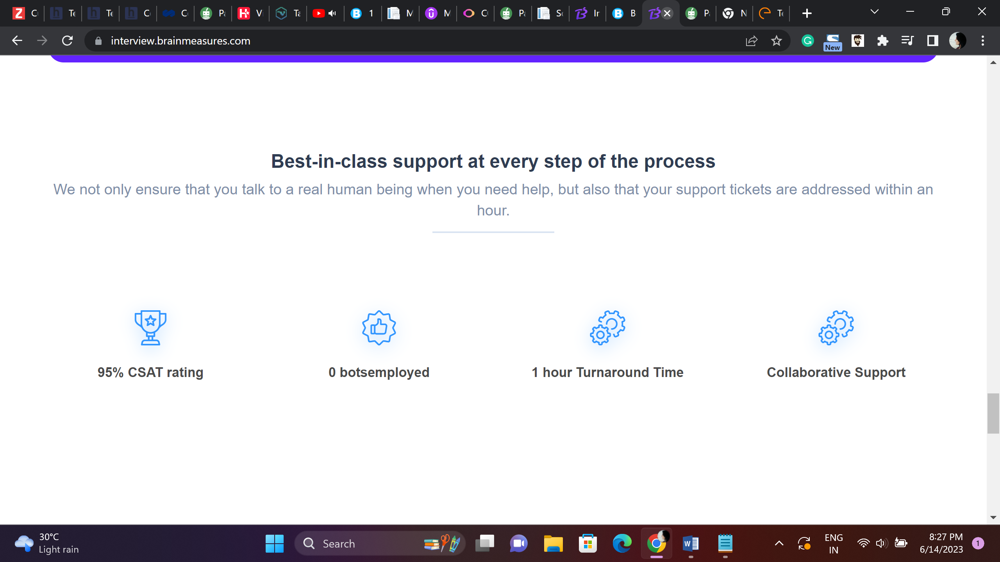 C
Te
Te
C
C
Pa
Vi
Ta
1
M
M
C
Pa
S
Ir
B
P
N
Te
interview.brainmeasures.com
New
Best-in-class support at every step of the process
We not only ensure that you talk to a real human being when you need help, but also that your support tickets are addressed within an
hour.
95% CSAT rating
0 botsemployed
1 hour Turnaround Time
Collaborative Support
30°C
Light rain
Search
ENG
IN
8:27 PM
6/14/2023
1